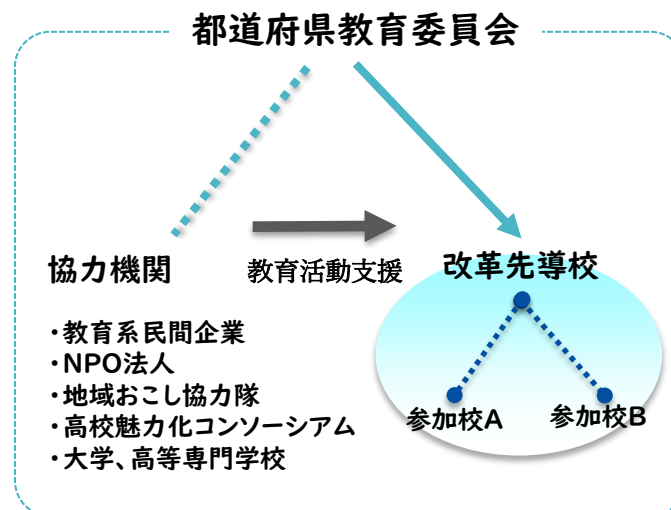 都道府県教育委員会
協力機関
教育活動支援
改革先導校
・教育系民間企業
・NPO法人
・地域おこし協力隊
・高校魅力化コンソーシアム
・大学、高等専門学校
参加校A
参加校B